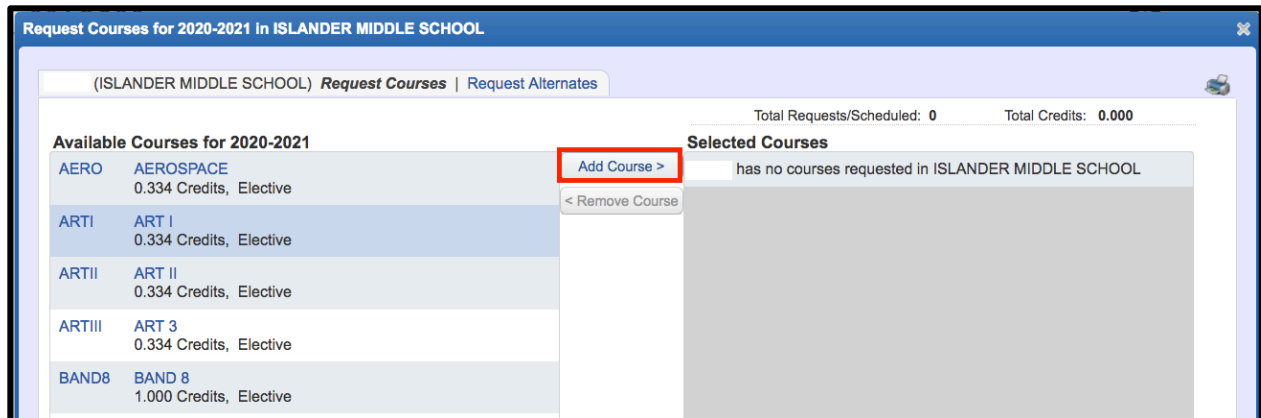 Request Courses for 2020-2021 in ISLANDER MIDDLE SCHOOL
(ISLANDER MIDDLE SCHOOL) Request Courses | Request Alternates
Total Requests/Scheduled: 0 Total Credits: 0.000
Available Courses for 2020-2021
AERO AEROSPACE
0.334 Credits, Elective
ARTI ART I
0.334 Credits, Elective
ARTII ART II
0.334 Credits, Elective
ARTIII ART 3
0.334 Credits, Elective
BAND8 BAND 8
1.000 Credits, Elective
Add Course >
< Remove Course
Selected Courses
has no courses requested in ISLANDER MIDDLE SCHOOL